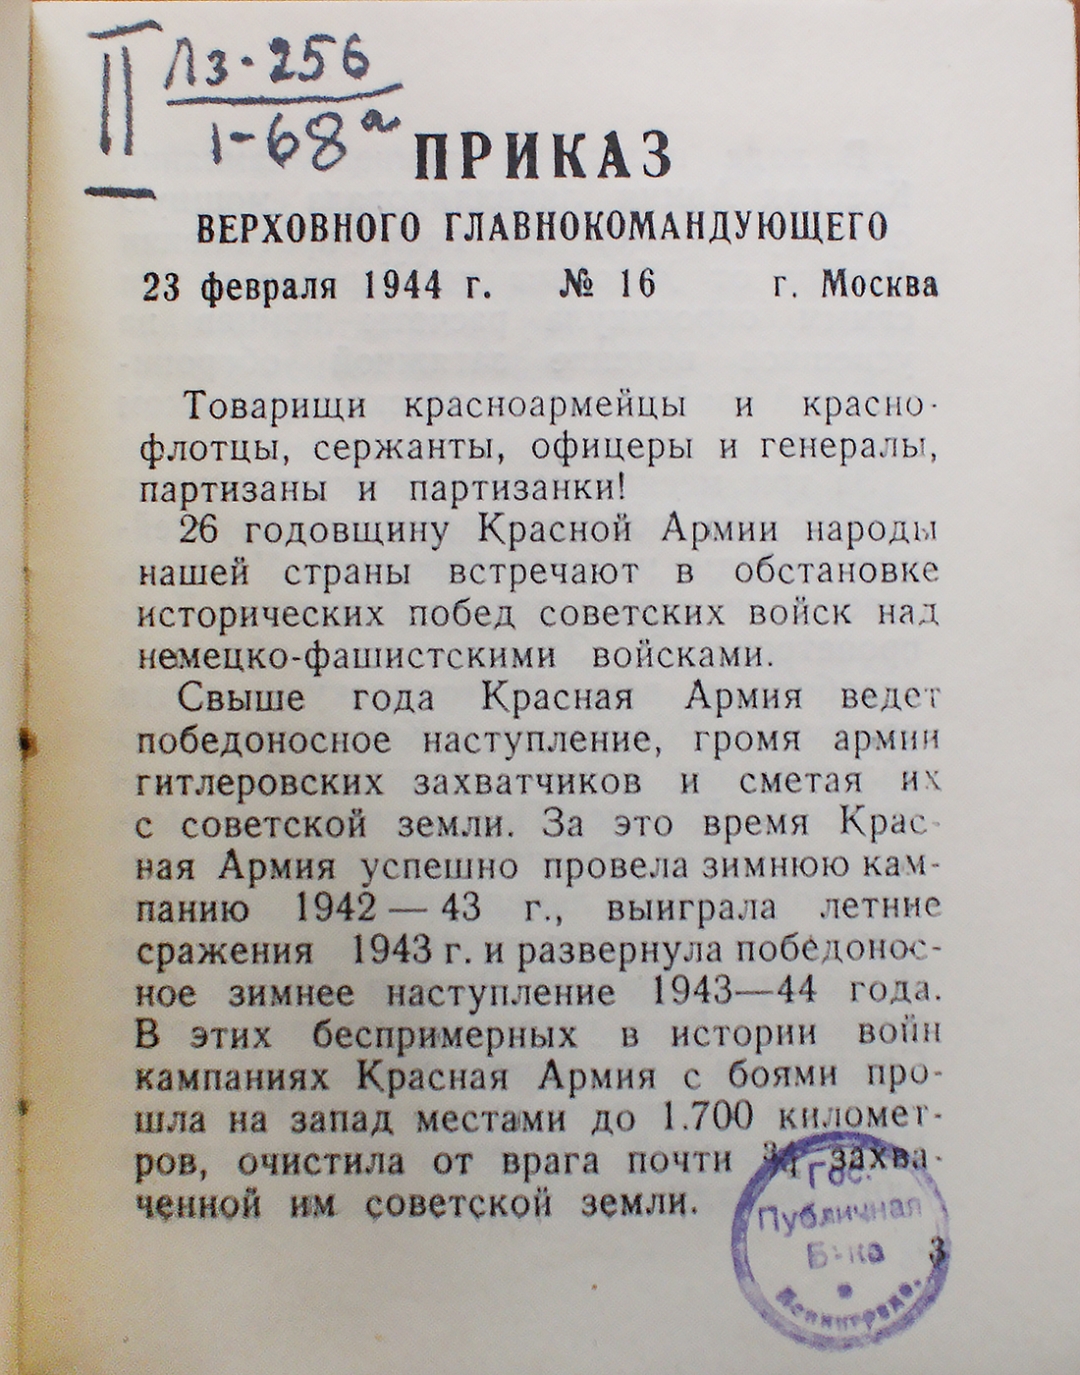 II Лз-256
1-68а
ПРИКАЗ
ВЕРХОВНОГО ГЛАВНОКОМАНДУЮЩЕГО
23 февраля 1944 г. № 16 г. Москва
Товарищи красноармейцы и красно-
флотцы, сержанты, офицеры и генералы,
партизаны и партизанки!
26 годовщину Красной Армии народы
нашей страны встречают в обстановке
исторических побед советских войск над
немецко-фашистскими войсками.
Свыше года Красная Армия ведет
победоносное наступление, громя армии
гитлеровских захватчиков и сметая их
с советской земли. За это время Крас-
ная Армия успешно провела зимнюю кам-
панию 1942 — 43 г., выиграла летние
сражения 1943 г. и развернула победонос-
ное зимнее наступление 1943—44 года.
В этих беспримерных в истории войн
кампаниях Красная Армия с боями про-
шла на запад местами до 1.700 километ-
ров, очистила от врага почти ¾ захва-
ченной им советской земли.
Гос.
Публичная
Б-ка
Ленинграде.
3